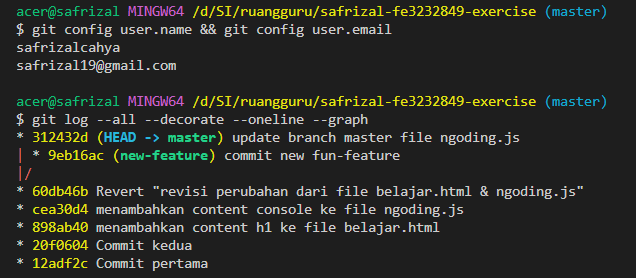 acer@safrizal MINGW64 /d/SI/ruangguru/safrizal-fe3232849-exercise (master)
$ git config user.name && git config user.email
safrizalcahya
safrizal19@gmail.com

acer@safrizal MINGW64 /d/SI/ruangguru/safrizal-fe3232849-exercise (master)
$ git log --all --decorate --oneline --graph
* 312432d (HEAD -> master) update branch master file ngoding.js
| * 9eb16ac (new-feature) commit new fun-feature
|/
* 60db46b Revert "revisi perubahan dari file belajar.html & ngoding.js"
* cea30d4 menambahkan content console ke file ngoding.js
* 898ab40 menambahkan content h1 ke file belajar.html
* 20f0604 Commit kedua
* 12adf2c Commit pertama